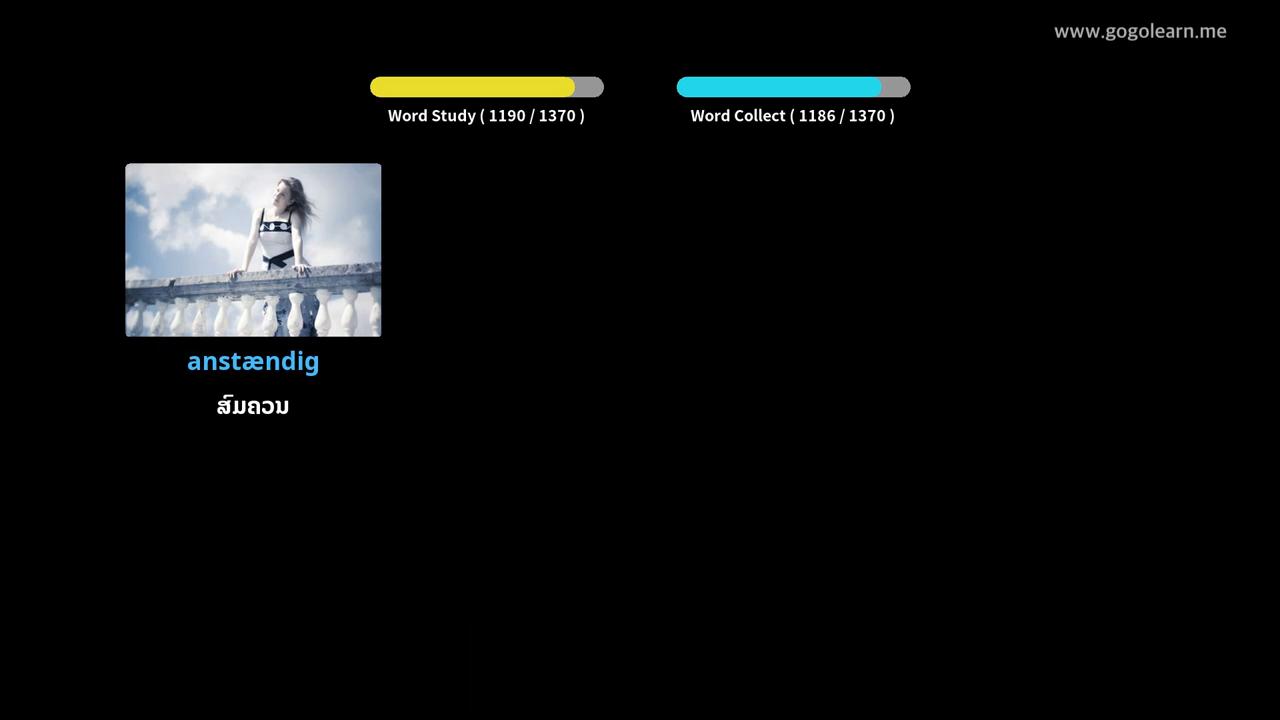 www.gogolearn.me
Word Study ( 1190 / 1370 )
Word Collect ( 1186 / 1370 )
anstændig
ສົມຄວນ